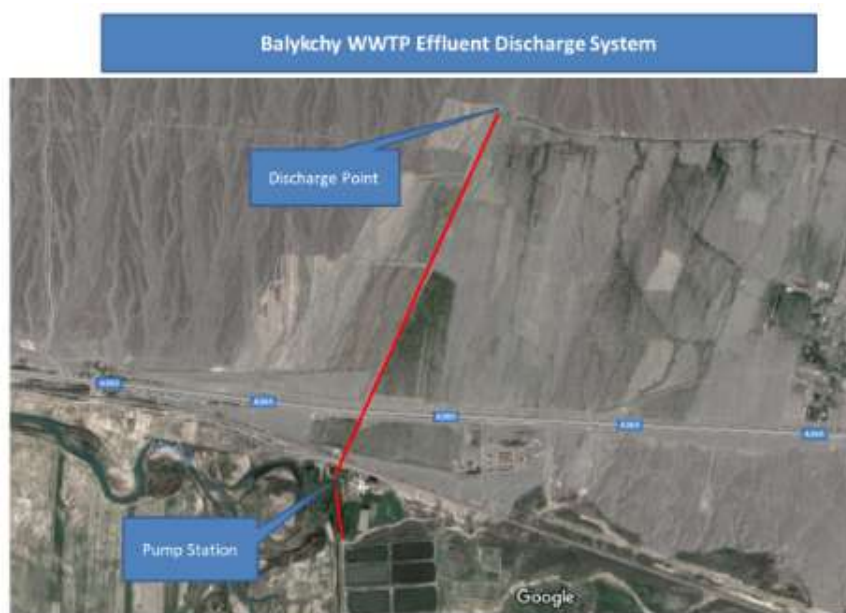 Balykchy WWTP Effluent Discharge System
Discharge Point
Pump Station
Google